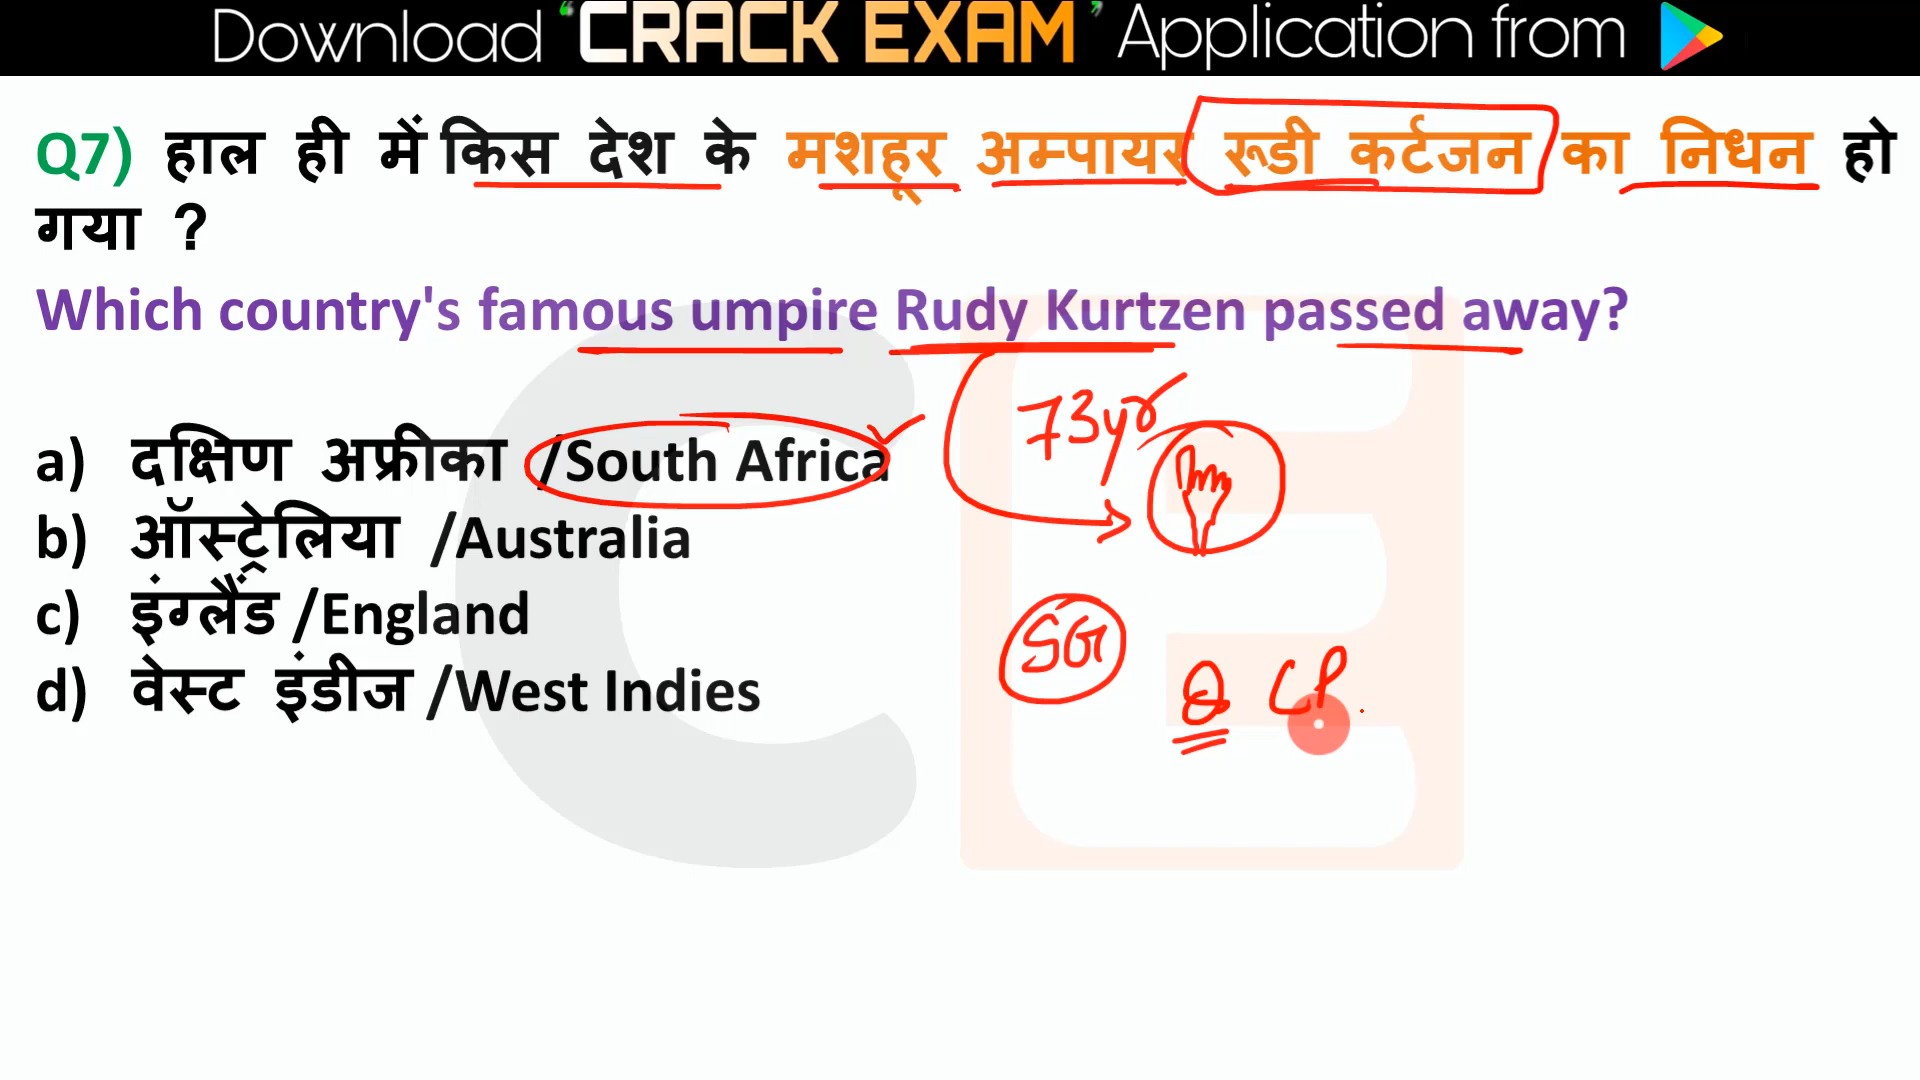 Download 'CRACK EXAM' Application from
Q7) हाल ही में किस देश के मशहूर अम्पायर रूडी कर्टजन का निधन हो
गया ?
Which country's famous umpire Rudy Kurtzen passed away?
73yr
a) दक्षिण अफ्रीका /South Africa
b) ऑस्ट्रेलिया /Australia
c) इंग्लैंड /England
SG
d) वेस्ट इंडीज /West Indies
Q CP